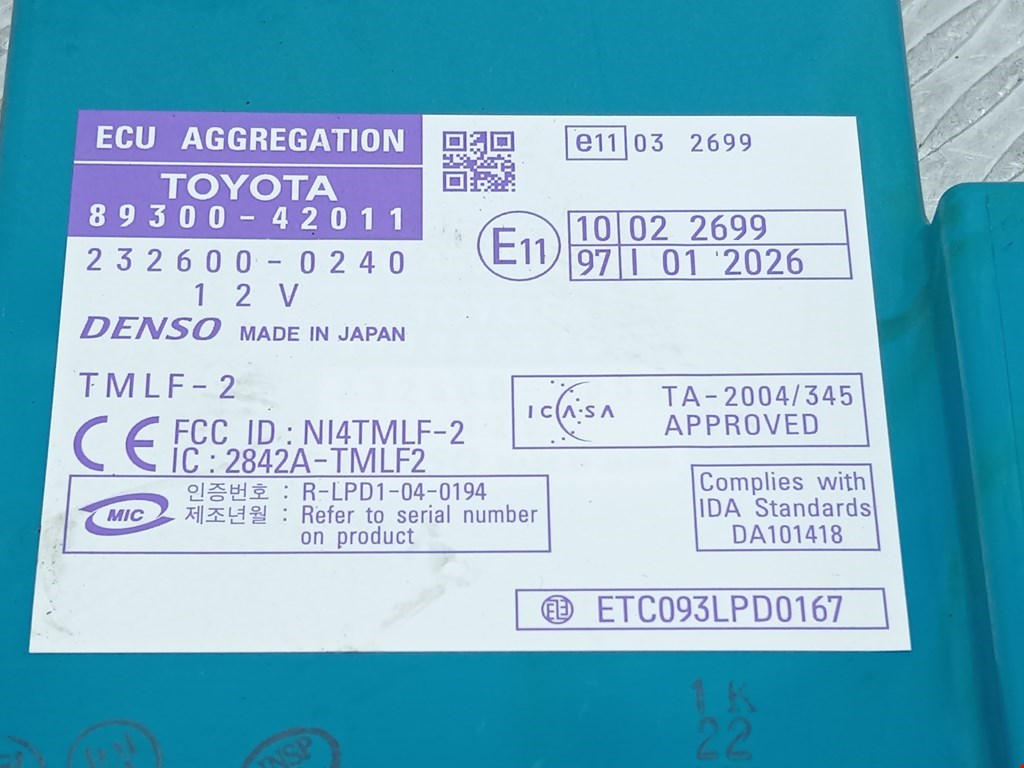 ECU AGGREGATION
TOYOTA
89300-42011
232600-0240
12V
DENSO MADE IN JAPAN
e11 03 2699
E11
10 02 2699
97 I 01 2026
TMLF-2
CE FCC ID : NI4TMLF-2
IC : 2842A-TMLF2
ICASA TA-2004/345
APPROVED
MIC 인증번호 : R-LPD1-04-0194
제조년월 : Refer to serial number
on product
Complies with
IDA Standards
DA101418
ETC093LPD0167
1K
22
INSP